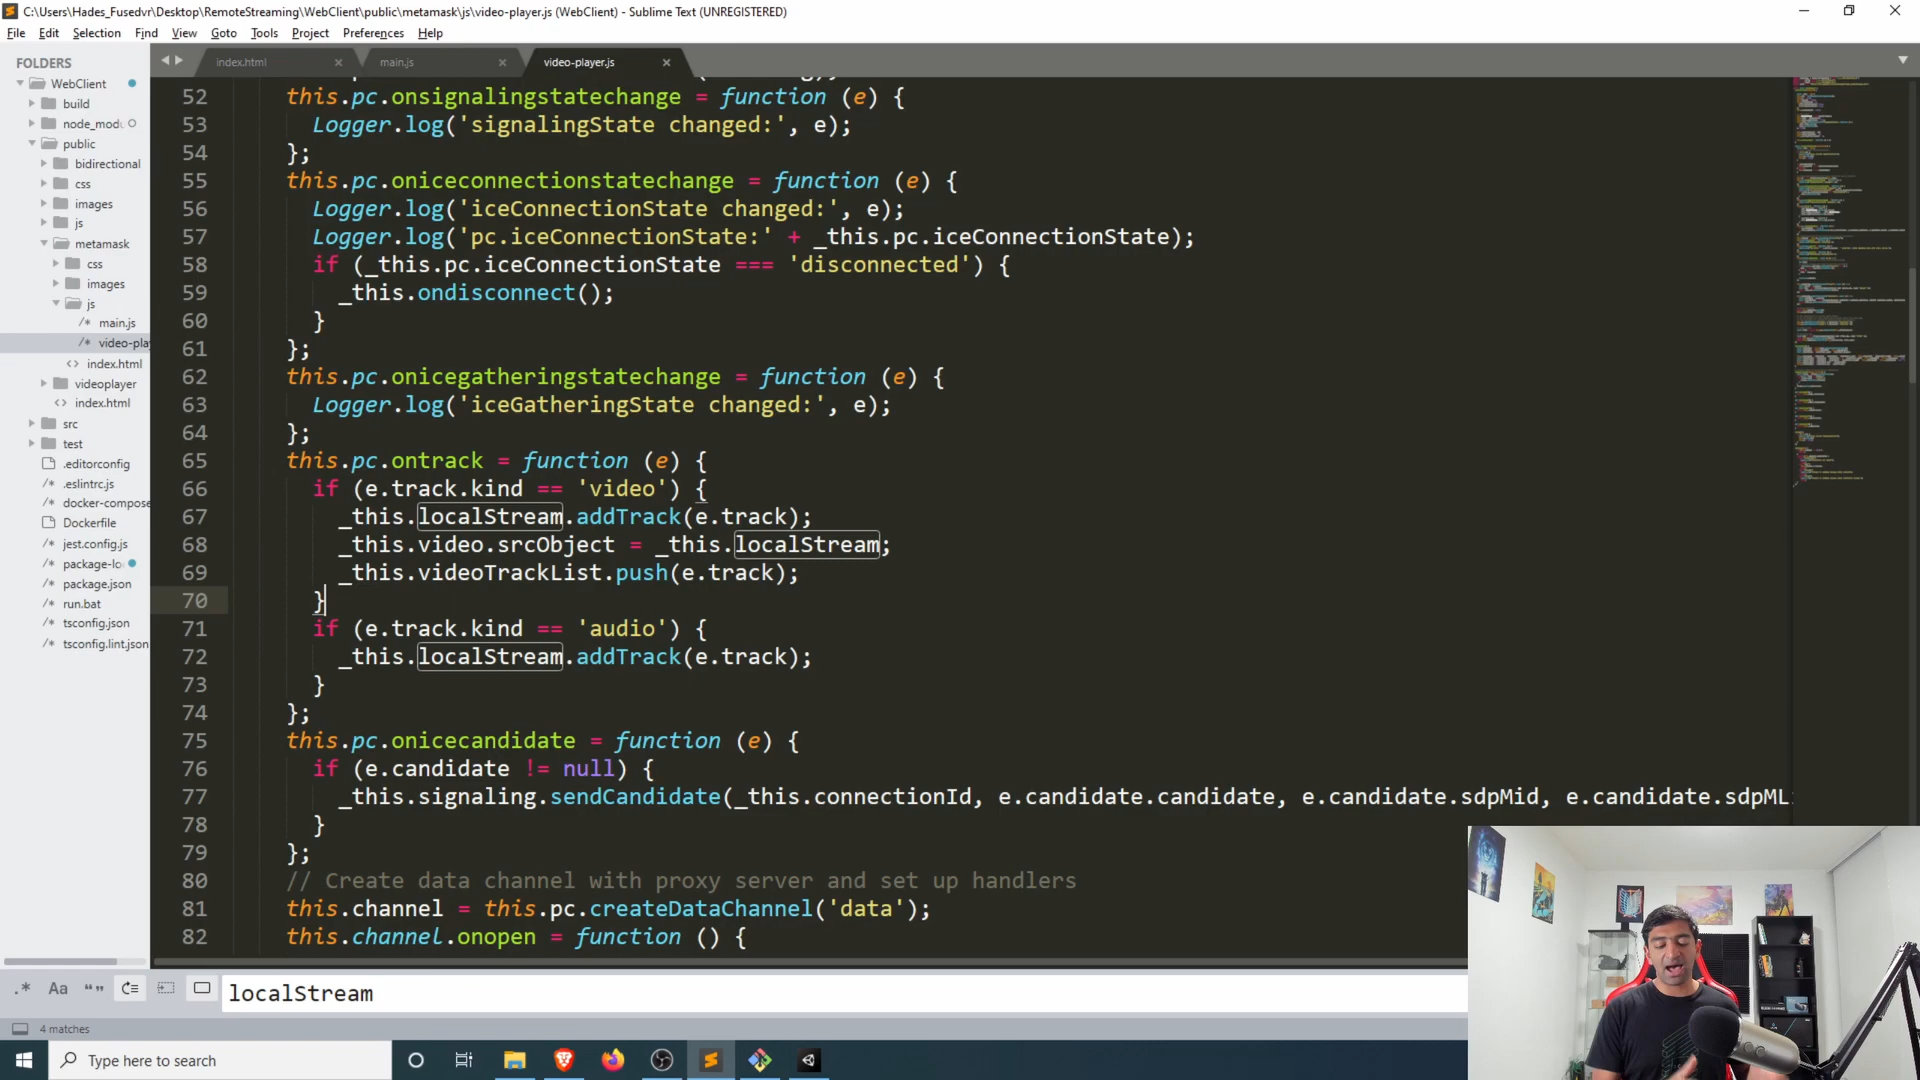 C:\Users\Hades_Fusedvr\Desktop\RemoteStreaming\WebClient\public\metamask\js\video-player.js (WebClient) - Sublime Text (UNREGISTERED)
File Edit Selection Find View Goto Tools Project Preferences Help
FOLDERS
WebClient
build
node_modu
public
bidirectional
css
images
js
metamask
css
images
js
main.js
video-play
index.html
videoplayer
index.html
src
test
.editorconfig
.eslintrc.js
docker-compose
Dockerfile
jest.config.js
package-lo
package.json
run.bat
tsconfig.json
tsconfig.lint.json
index.html main.js video-player.js
52 this.pc.onsignalingstatechange = function (e) {
53 Logger.log('signalingState changed:', e);
54 };
55 this.pc.oniceconnectionstatechange = function (e) {
56 Logger.log('iceConnectionState changed:', e);
57 Logger.log('pc.iceConnectionState:' + _this.pc.iceConnectionState);
58 if (_this.pc.iceConnectionState === 'disconnected') {
59 _this.ondisconnect();
60 }
61 };
62 this.pc.onicegatheringstatechange = function (e) {
63 Logger.log('iceGatheringState changed:', e);
64 };
65 this.pc.ontrack = function (e) {
66 if (e.track.kind == 'video') {
67 _this.localStream.addTrack(e.track);
68 _this.video.srcObject = _this.localStream;
69 _this.videoTrackList.push(e.track);
70 }
71 if (e.track.kind == 'audio') {
72 _this.localStream.addTrack(e.track);
73 }
74 };
75 this.pc.onicecandidate = function (e) {
76 if (e.candidate != null) {
77 _this.signaling.sendCandidate(_this.connectionId, e.candidate.candidate, e.candidate.sdpMid, e.candidate.sdpML
78 }
79 };
80 // Create data channel with proxy server and set up handlers
81 this.channel = this.pc.createDataChannel('data');
82 this.channel.onopen = function () {
.* Aa “” localStream
4 matches
Type here to search